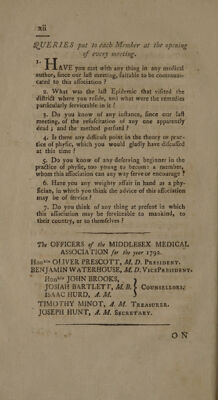 xii
QUERIES put to each Member at the opening
of every meeting.
1. HAVE you met with any thing in any medical
author, since our last meeting, suitable to be communi-
cated to this association?
2. What was the last Epidemic that visited the
district where you reside, and what were the remedies
particularly serviceable in it?
3. Do you know of any instance, since our last
meeting, of the resuscitation of any one apparently
dead; and the method pursued?
4. Is there any difficult point in the theory or prac-
tice of physic, which you would gladly have discussed
at this time?
5. Do you know of any deserving beginner in the
practice of physic, too young to become a member,
whom this association can any way serve or encourage?
6. Have you any weighty affair in hand as a phy-
sician, in which you think the advice of this association
may be of service?
7. Do you think of any thing at present in which
this association may be serviceable to mankind, to
their country, or to themselves?
The OFFICERS of the MIDDLESEX MEDICAL
ASSOCIATION for the year 1790.
Honble OLIVER PRESCOTT, M. D. PRESIDENT.
BENJAMIN WATERHOUSE, M. D. VICEPRESIDENT.
Honble JOHN BROOKS,
JOSIAH BARTLETT, M. B. } COUNSELLORS;
ISAAC HURD, A. M.
TIMOTHY MINOT, A. M. TREASURER.
JOSEPH HUNT, A. M. SECRETARY.
ON